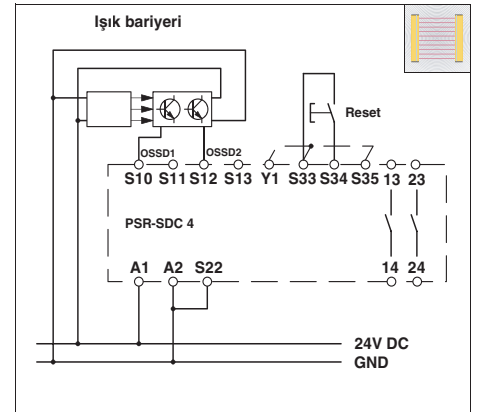 Işık bariyeri
Reset
OSSD1 OSSD2
S10 S11 S12 S13 Y1 S33 S34 S35 13 23
PSR-SDC 4
A1 A2 S22 14 24
24V DC
GND